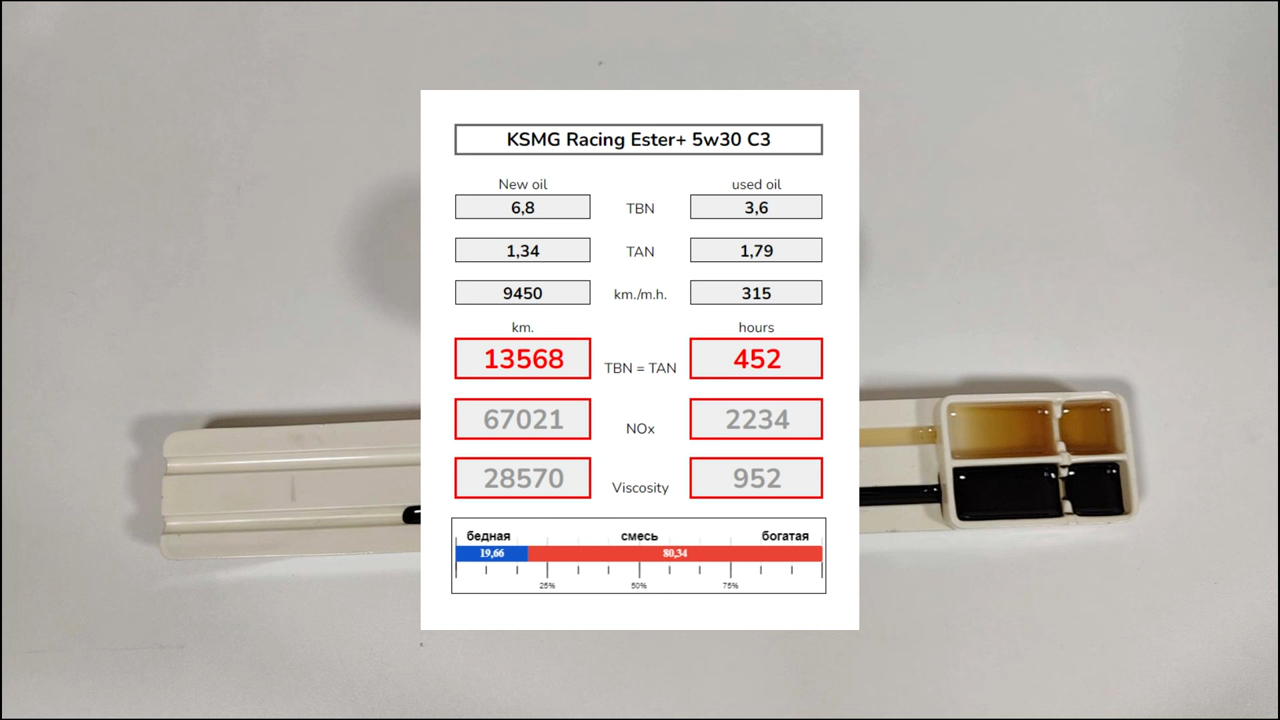 KSMG Racing Ester+ 5w30 C3
New oil used oil
6,8 TBN 3,6
1,34 TAN 1,79
9450 km./m.h. 315
km. hours
13568 TBN = TAN 452
67021 NOx 2234
28570 Viscosity 952
бедная смесь богатая
19,66 80,34
25% 50% 75%